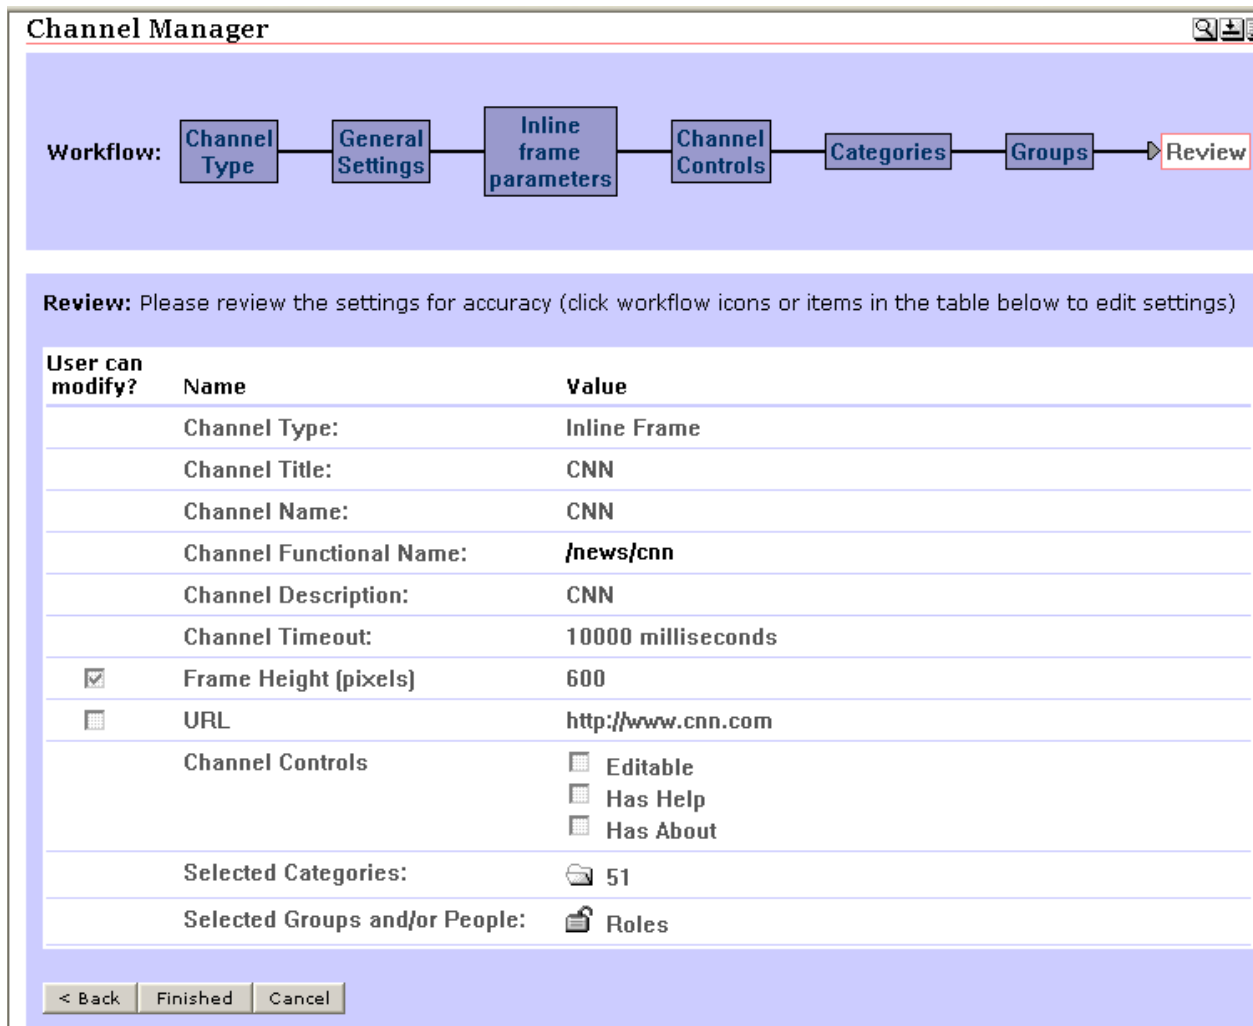 Channel Manager
Workflow:
Channel
Type
General
Settings
Inline
frame
parameters
Channel
Controls
Categories
Groups
Review
Review: Please review the settings for accuracy (click workflow icons or items in the table below to edit settings)
User can
modify? Name Value
Channel Type: Inline Frame
Channel Title: CNN
Channel Name: CNN
Channel Functional Name: /news/cnn
Channel Description: CNN
Channel Timeout: 10000 milliseconds
Frame Height (pixels) 600
URL http://www.cnn.com
Channel Controls Editable
Has Help
Has About
Selected Categories: 51
Selected Groups and/or People: Roles
< Back Finished Cancel